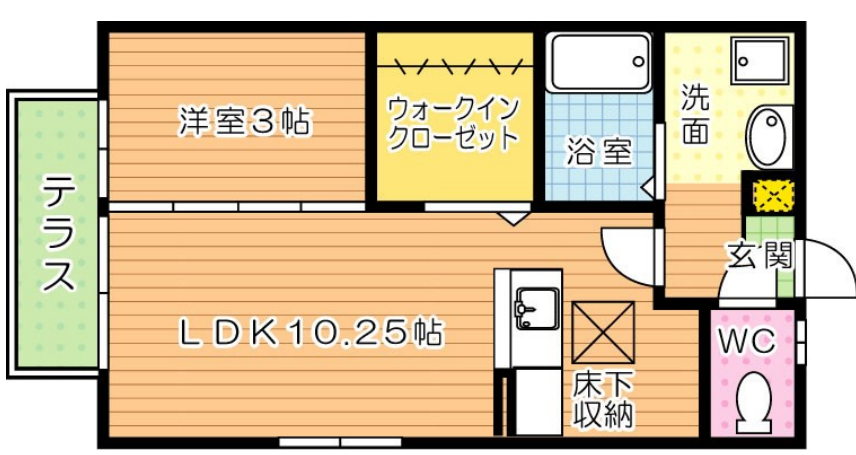 洋室3帖
ウォークイン
クローゼット
浴室
洗面
テラス
玄関
LDK10.25帖
WC
床下
収納